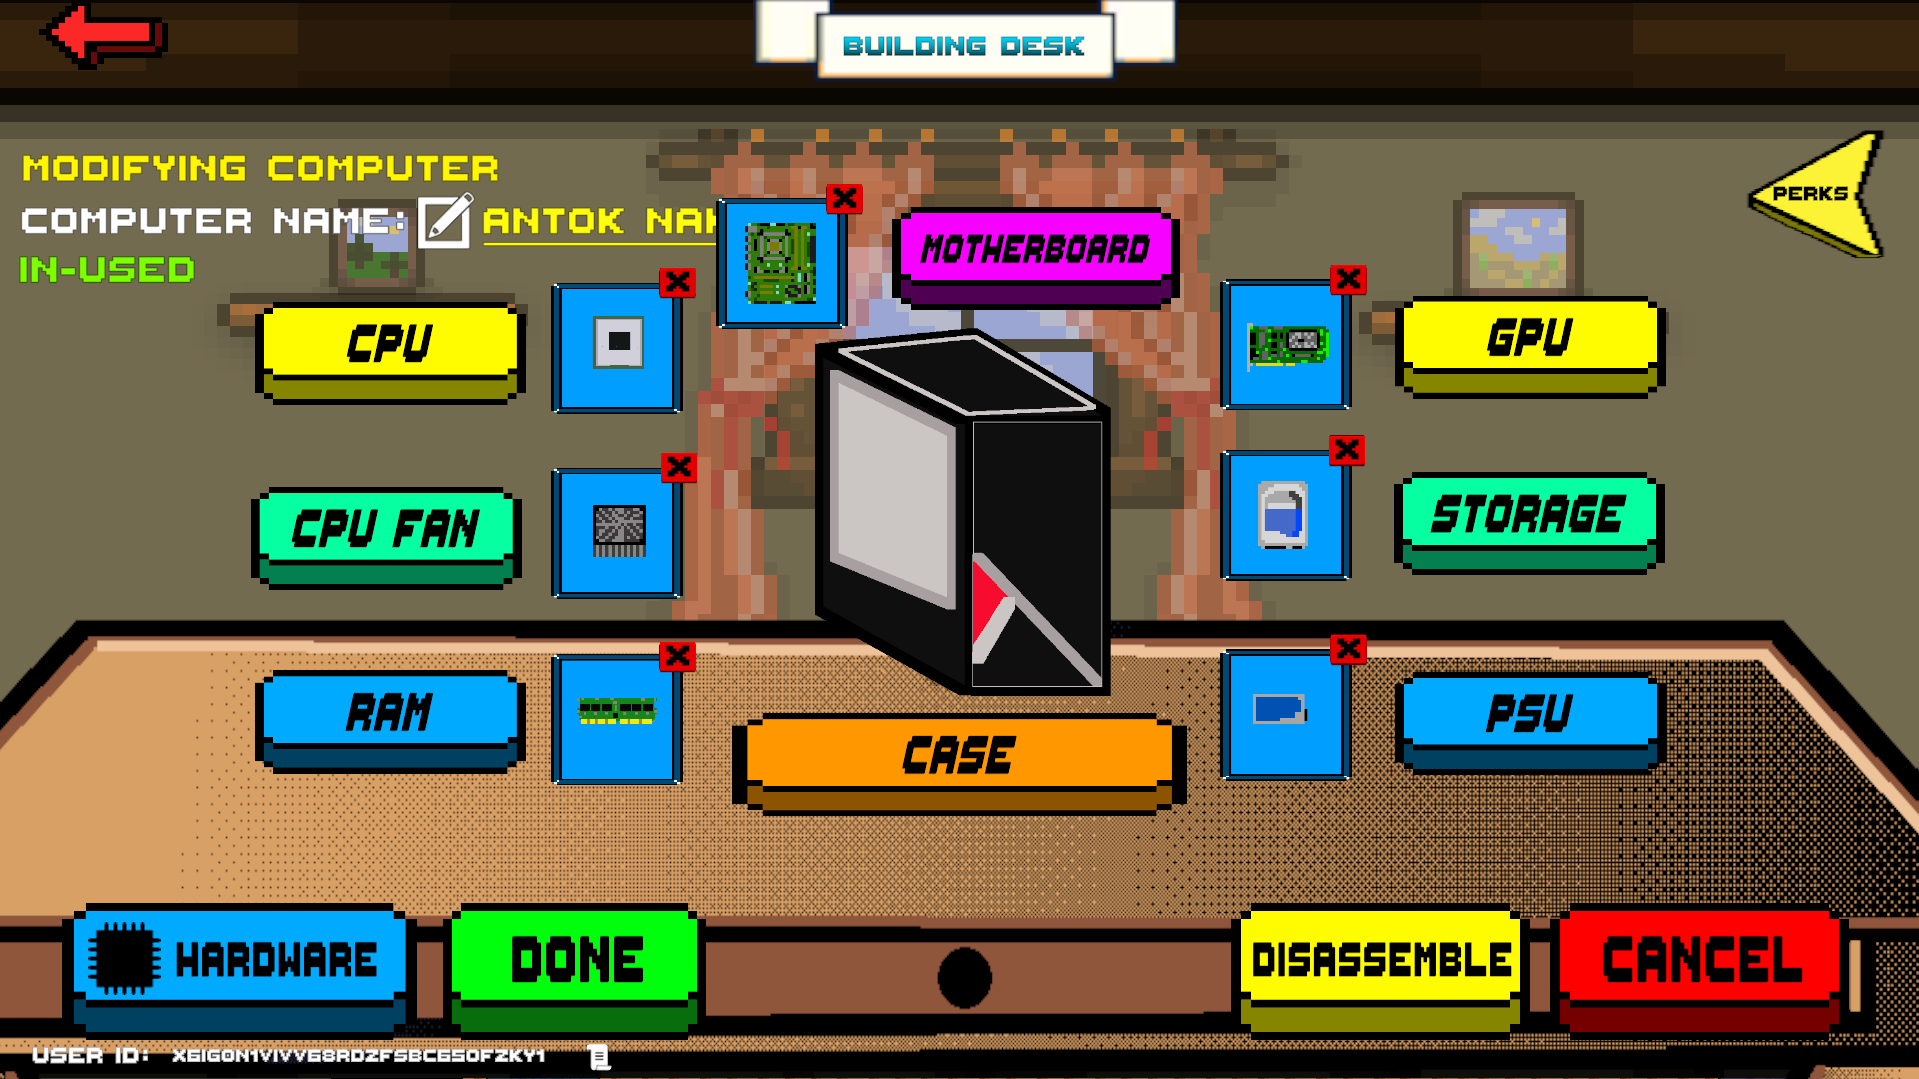 BUILDING DESK
MODIFYING COMPUTER
PERKS
COMPUTER NAME: ANTOK
IN-USED
MOTHERBOARD
CPU
GPU
CPU FAN
STORAGE
RAM
PSU
CASE
HARDWARE
DONE
DISASSEMBLE
CANCEL
USER ID: